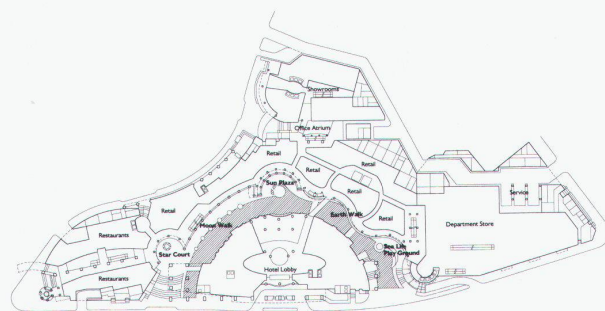 Showrooms
Office Atrium
Retail
Retail
Retail
Sun Plaza
Retail
Retail
Moon Walk
Earth Walk
Retail
Service
Department Store
Restaurants
Star Court
Sea Life
Play Ground
Hotel Lobby
Restaurants